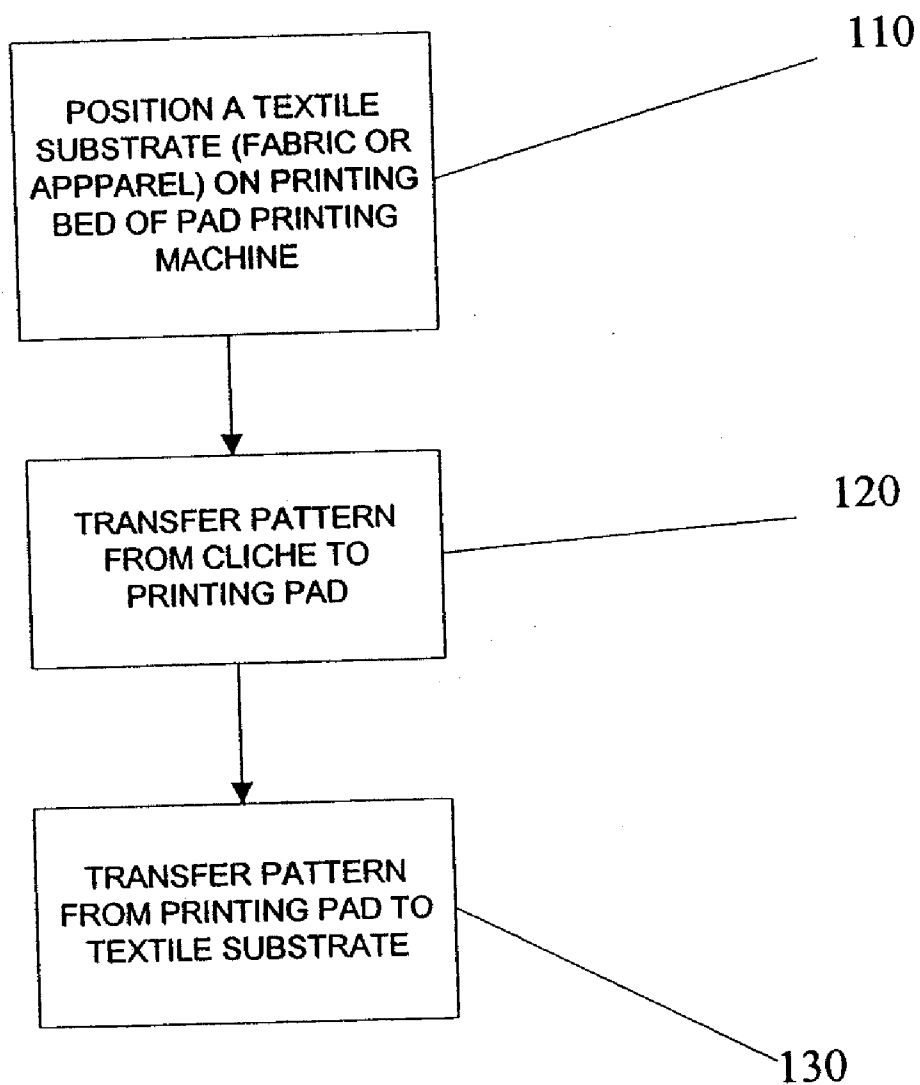 110
POSITION A TEXTILE
SUBSTRATE (FABRIC OR
APPPAREL) ON PRINTING
BED OF PAD PRINTING
MACHINE
120
TRANSFER PATTERN
FROM CLICHE TO
PRINTING PAD
TRANSFER PATTERN
FROM PRINTING PAD TO
TEXTILE SUBSTRATE
130